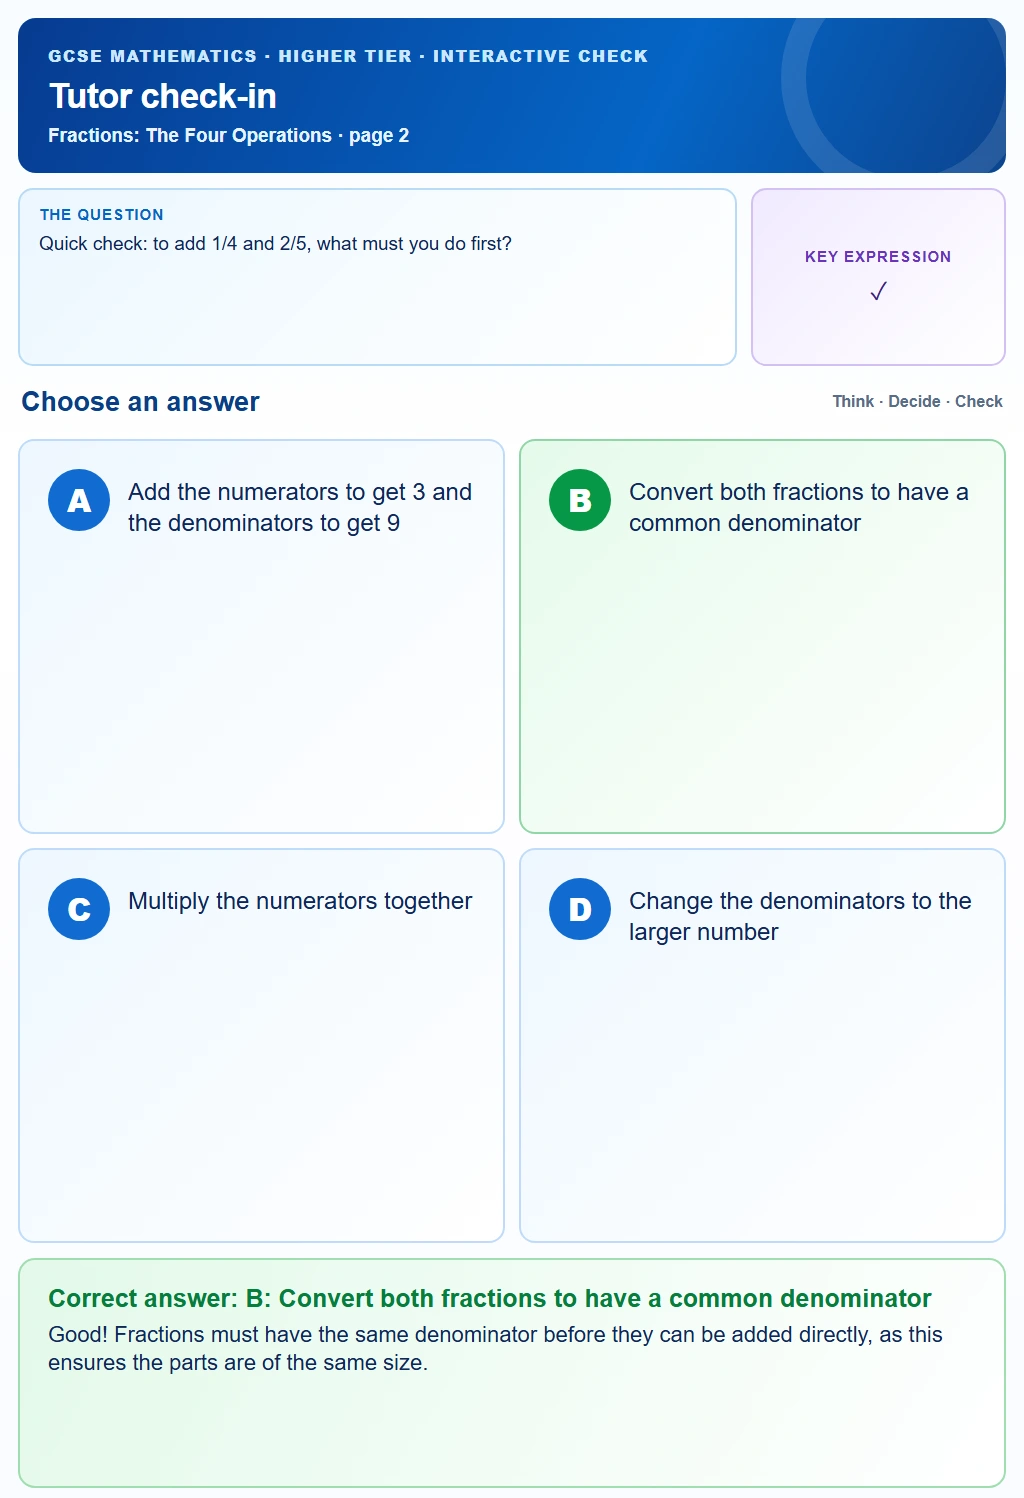 GCSE MATHEMATICS · HIGHER TIER · INTERACTIVE CHECK
Tutor check-in
Fractions: The Four Operations · page 2
THE QUESTION
Quick check: to add 1/4 and 2/5, what must you do first?
KEY EXPRESSION
✓
Choose an answer
Think · Decide · Check
A
Add the numerators to get 3 and
the denominators to get 9
B
Convert both fractions to have a
common denominator
C
Multiply the numerators together
D
Change the denominators to the
larger number
Correct answer: B: Convert both fractions to have a common denominator
Good! Fractions must have the same denominator before they can be added directly, as this
ensures the parts are of the same size.